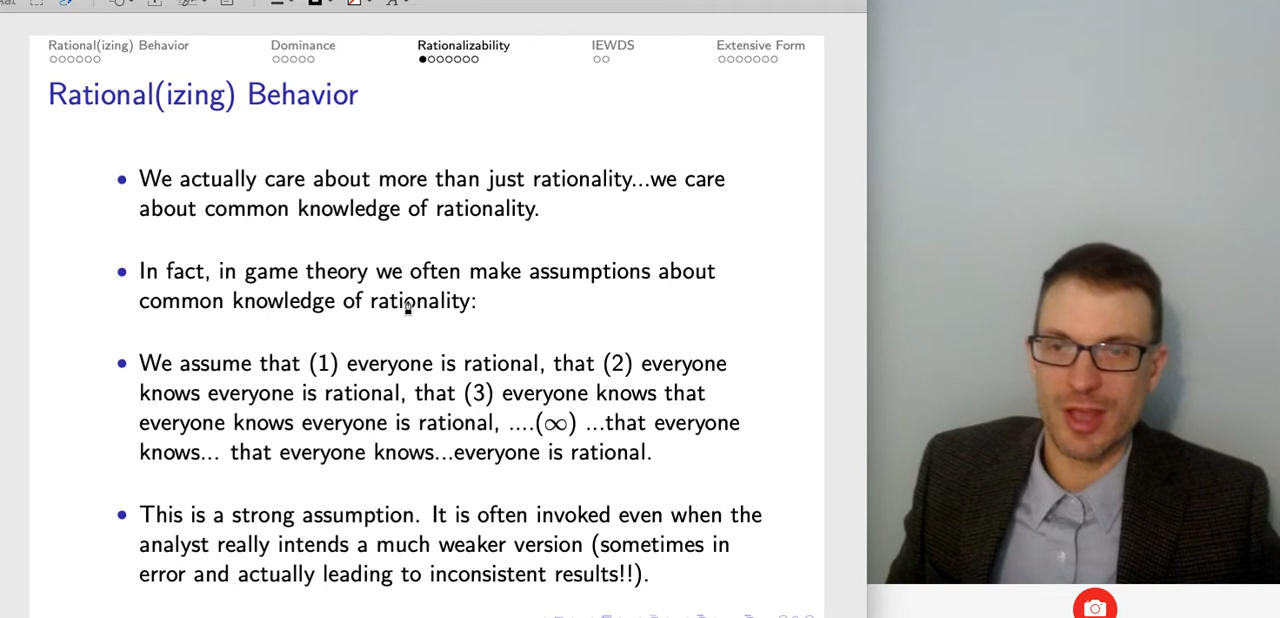 Rational(izing) Behavior Dominance Rationalizability IEWDS Extensive Form
Rational(izing) Behavior
• We actually care about more than just rationality...we care
about common knowledge of rationality.
• In fact, in game theory we often make assumptions about
common knowledge of rationality:
• We assume that (1) everyone is rational, that (2) everyone
knows everyone is rational, that (3) everyone knows that
everyone knows everyone is rational, ....(∞) ...that everyone
knows... that everyone knows...everyone is rational.
• This is a strong assumption. It is often invoked even when the
analyst really intends a much weaker version (sometimes in
error and actually leading to inconsistent results!!).